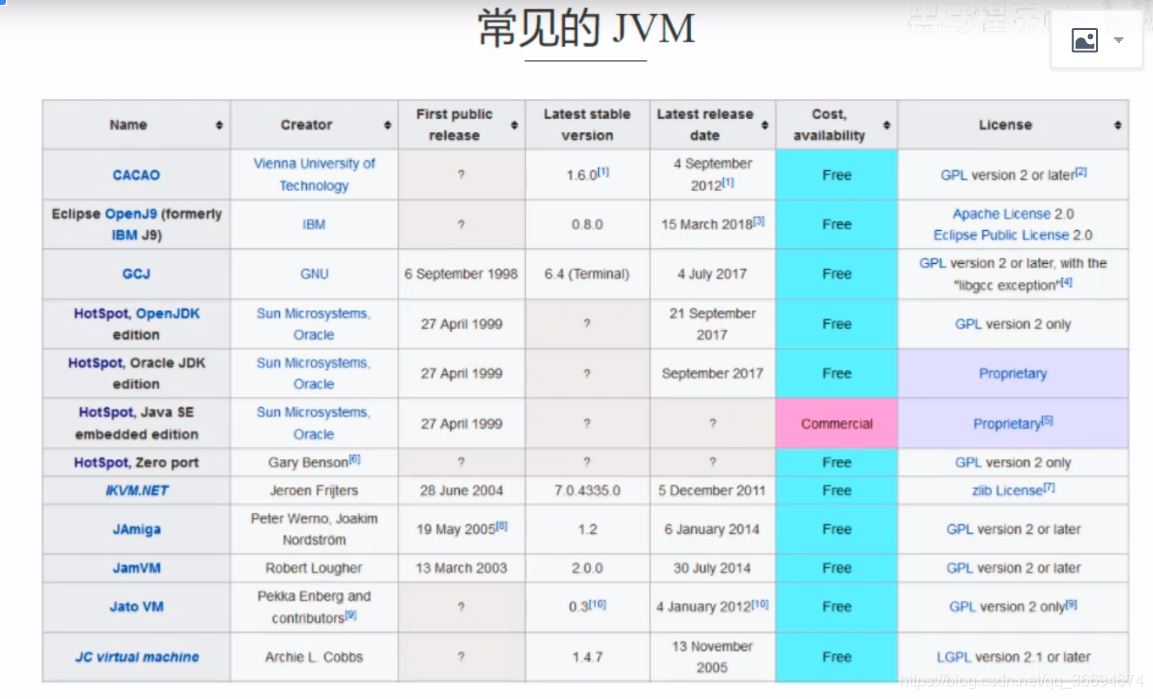 常见的 JVM
Name Creator First public release Latest stable version Latest release date Cost, availability License
CACAO Vienna University of Technology ? 1.6.0[1] 4 September 2012[1] Free GPL version 2 or later[2]
Eclipse OpenJ9 (formerly IBM J9) IBM ? 0.8.0 15 March 2018[3] Free Apache License 2.0 Eclipse Public License 2.0
GCJ GNU 6 September 1998 6.4 (Terminal) 4 July 2017 Free GPL version 2 or later, with the "libgcc exception"[4]
HotSpot, OpenJDK edition Sun Microsystems, Oracle 27 April 1999 ? 21 September 2017 Free GPL version 2 only
HotSpot, Oracle JDK edition Sun Microsystems, Oracle 27 April 1999 ? September 2017 Free Proprietary
HotSpot, Java SE embedded edition Sun Microsystems, Oracle 27 April 1999 ? ? Commercial Proprietary[5]
HotSpot, Zero port Gary Benson[6] ? ? ? Free GPL version 2 only
IKVM.NET Jeroen Frijters 28 June 2004 7.0.4335.0 5 December 2011 Free zlib License[7]
JAmiga Peter Werno, Joakim Nordström 19 May 2005[8] 1.2 6 January 2014 Free GPL version 2 or later
JamVM Robert Lougher 13 March 2003 2.0.0 30 July 2014 Free GPL version 2 or later
Jato VM Pekka Enberg and contributors[9] ? 0.3[10] 4 January 2012[10] Free GPL version 2 only[9]
JC virtual machine Archie L. Cobbs ? 1.4.7 13 November 2005 Free LGPL version 2.1 or later
https://blog.csdn.net/qq_36694674